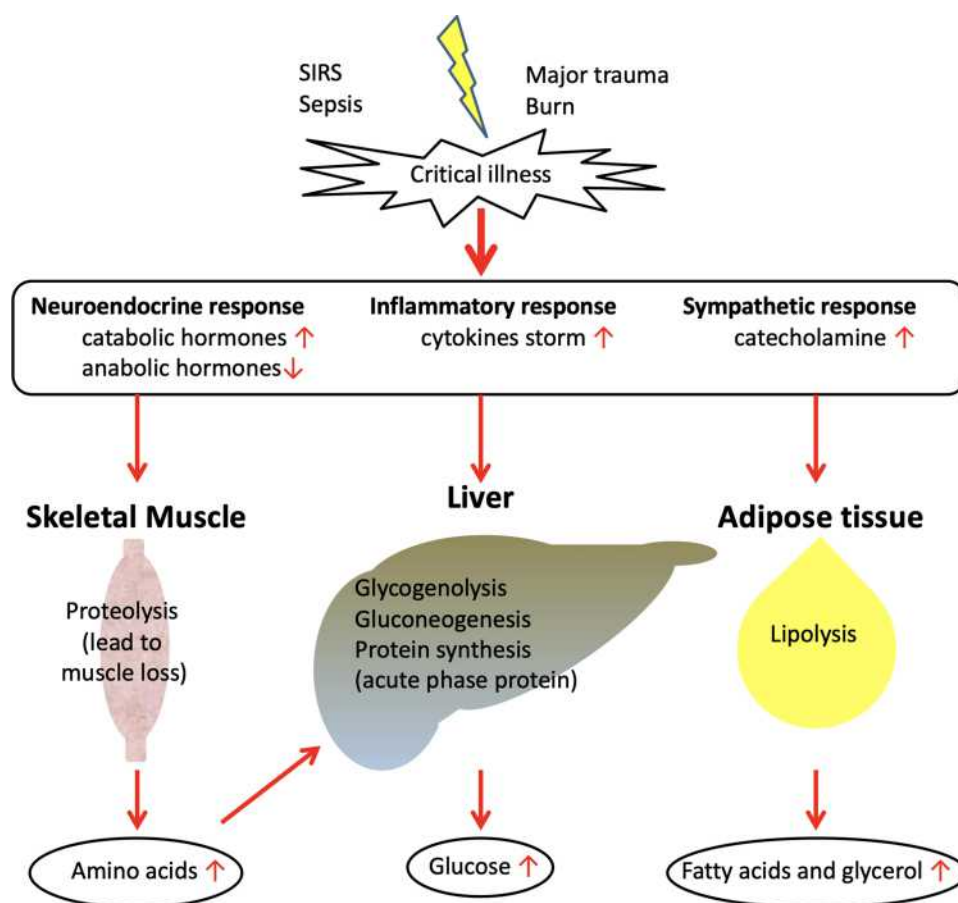 SIRS
Sepsis
Major trauma
Burn
Critical illness
Neuroendocrine response
catabolic hormones ↑
anabolic hormones↓
Inflammatory response
cytokines storm ↑
Sympathetic response
catecholamine ↑
Skeletal Muscle
Proteolysis
(lead to
muscle loss)
Liver
Glycogenolysis
Gluconeogenesis
Protein synthesis
(acute phase protein)
Adipose tissue
Lipolysis
Amino acids ↑
Glucose ↑
Fatty acids and glycerol ↑